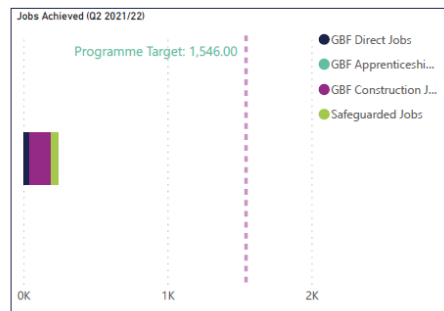 Jobs Achieved (Q2 2021/22)
Programme Target: 1,546.00
GBF Direct Jobs
GBF Apprenticeshi...
GBF Construction J...
Safeguarded Jobs
0K
1K
2K